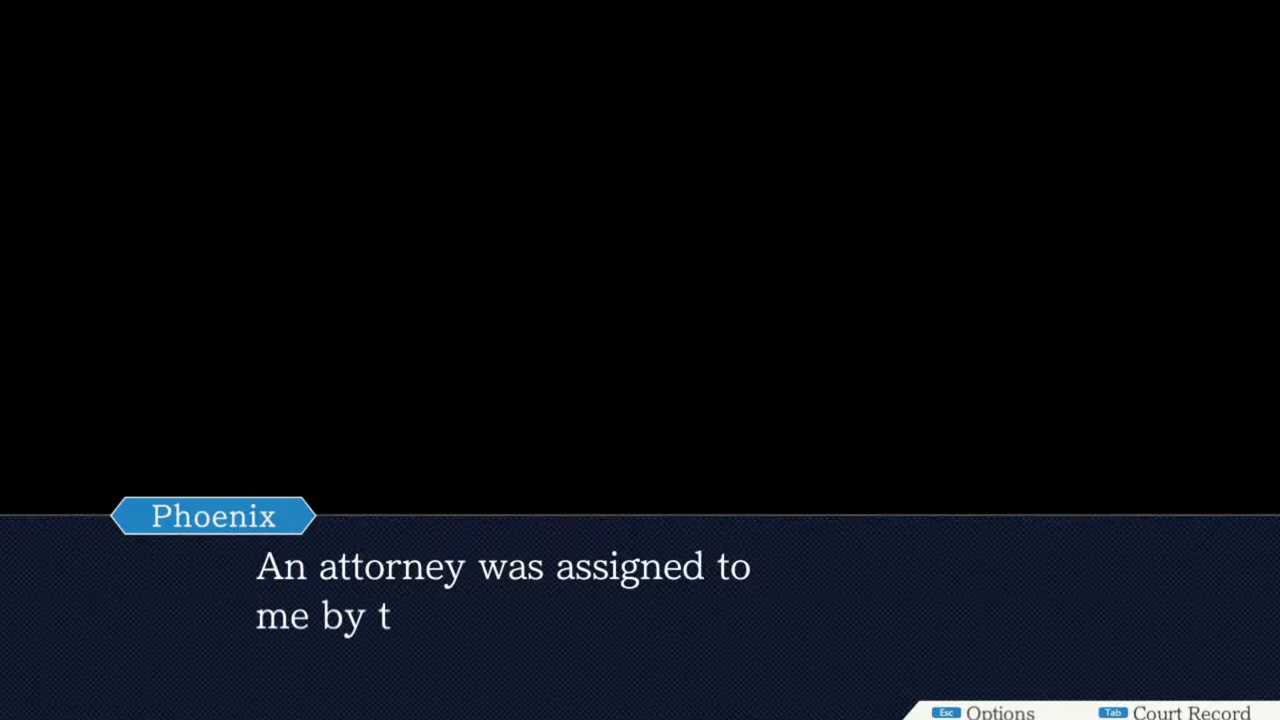 Phoenix
An attorney was assigned to
me by t
Esc Options Tab Court Record